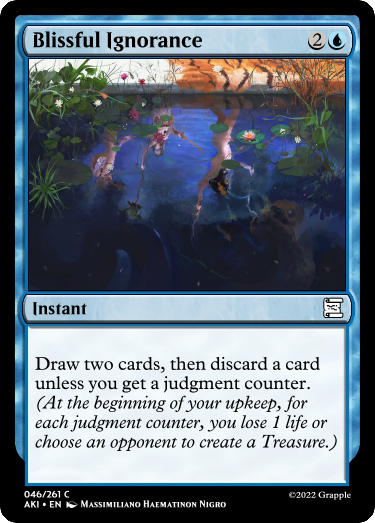 Blissful Ignorance 2
Instant
Draw two cards, then discard a card
unless you get a judgment counter.
(At the beginning of your upkeep, for
each judgment counter, you lose 1 life or
choose an opponent to create a Treasure.)
046/261 C
©2022 Grapple
AKI • EN Massimiliano Haematinon Nigro